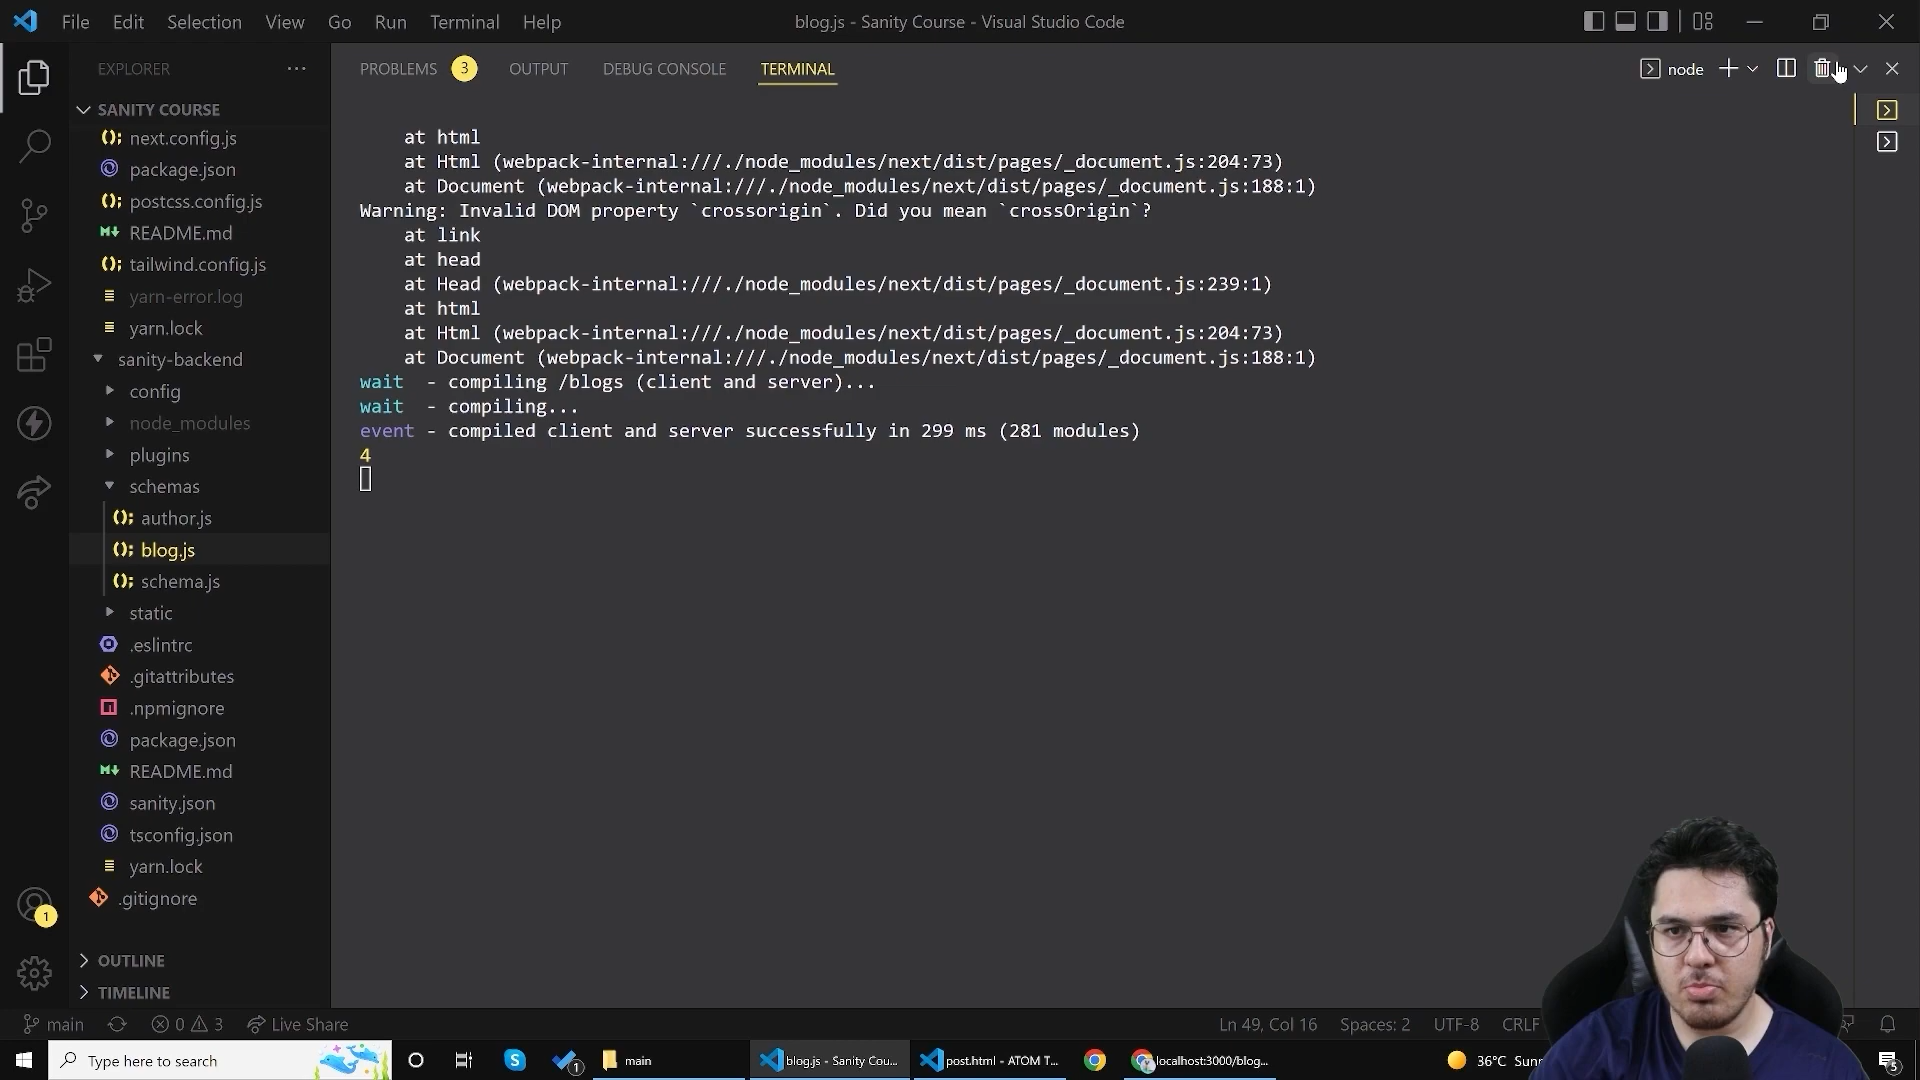 File Edit Selection View Go Run Terminal Help
blog.js - Sanity Course - Visual Studio Code
EXPLORER
SANITY COURSE
next.config.js
package.json
postcss.config.js
README.md
tailwind.config.js
yarn-error.log
yarn.lock
sanity-backend
config
node_modules
plugins
schemas
author.js
blog.js
schema.js
static
.eslintrc
.gitattributes
.npmignore
package.json
README.md
sanity.json
tsconfig.json
yarn.lock
.gitignore
OUTLINE
TIMELINE
PROBLEMS 3 OUTPUT DEBUG CONSOLE TERMINAL
node
at html
at Html (webpack-internal:///./node_modules/next/dist/pages/_document.js:204:73)
at Document (webpack-internal:///./node_modules/next/dist/pages/_document.js:188:1)
Warning: Invalid DOM property `crossorigin`. Did you mean `crossOrigin`?
at link
at head
at Head (webpack-internal:///./node_modules/next/dist/pages/_document.js:239:1)
at html
at Html (webpack-internal:///./node_modules/next/dist/pages/_document.js:204:73)
at Document (webpack-internal:///./node_modules/next/dist/pages/_document.js:188:1)
wait - compiling /blogs (client and server)...
wait - compiling...
event - compiled client and server successfully in 299 ms (281 modules)
4
1
main 0 3 Live Share
Ln 49, Col 16 Spaces: 2 UTF-8 CRLF
Type here to search
1
main
blog.js - Sanity Cou...
post.html - ATOM T...
localhost:3000/blog...
36°C Sunn
5